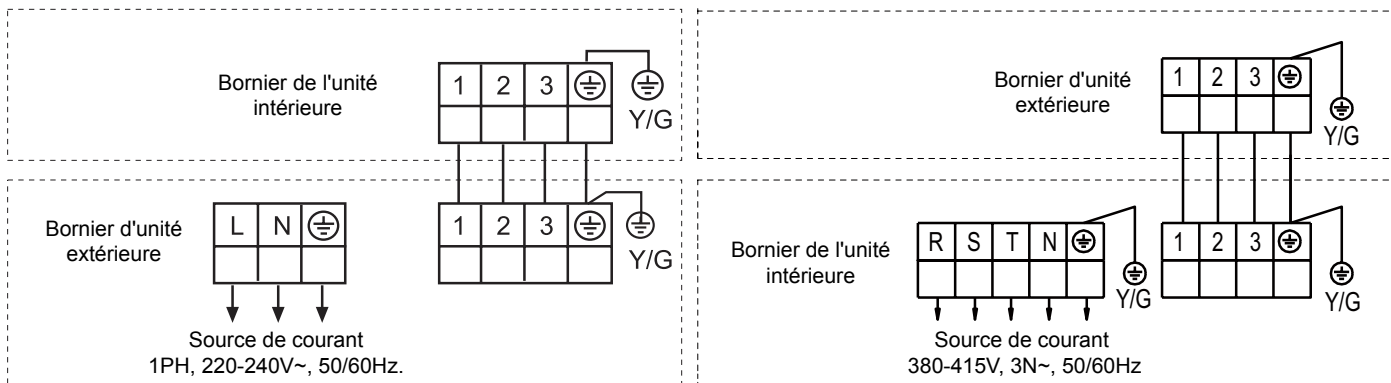 Bornier de l'unité
intérieure
1 2 3
Y/G
Bornier d'unité
extérieure
L N
1 2 3
Y/G
Source de courant
1PH, 220-240V~, 50/60Hz.
Bornier d'unité
extérieure
1 2 3
Y/G
Bornier de l'unité
intérieure
R S T N
Y/G
1 2 3
Y/G
Source de courant
380-415V, 3N~, 50/60Hz